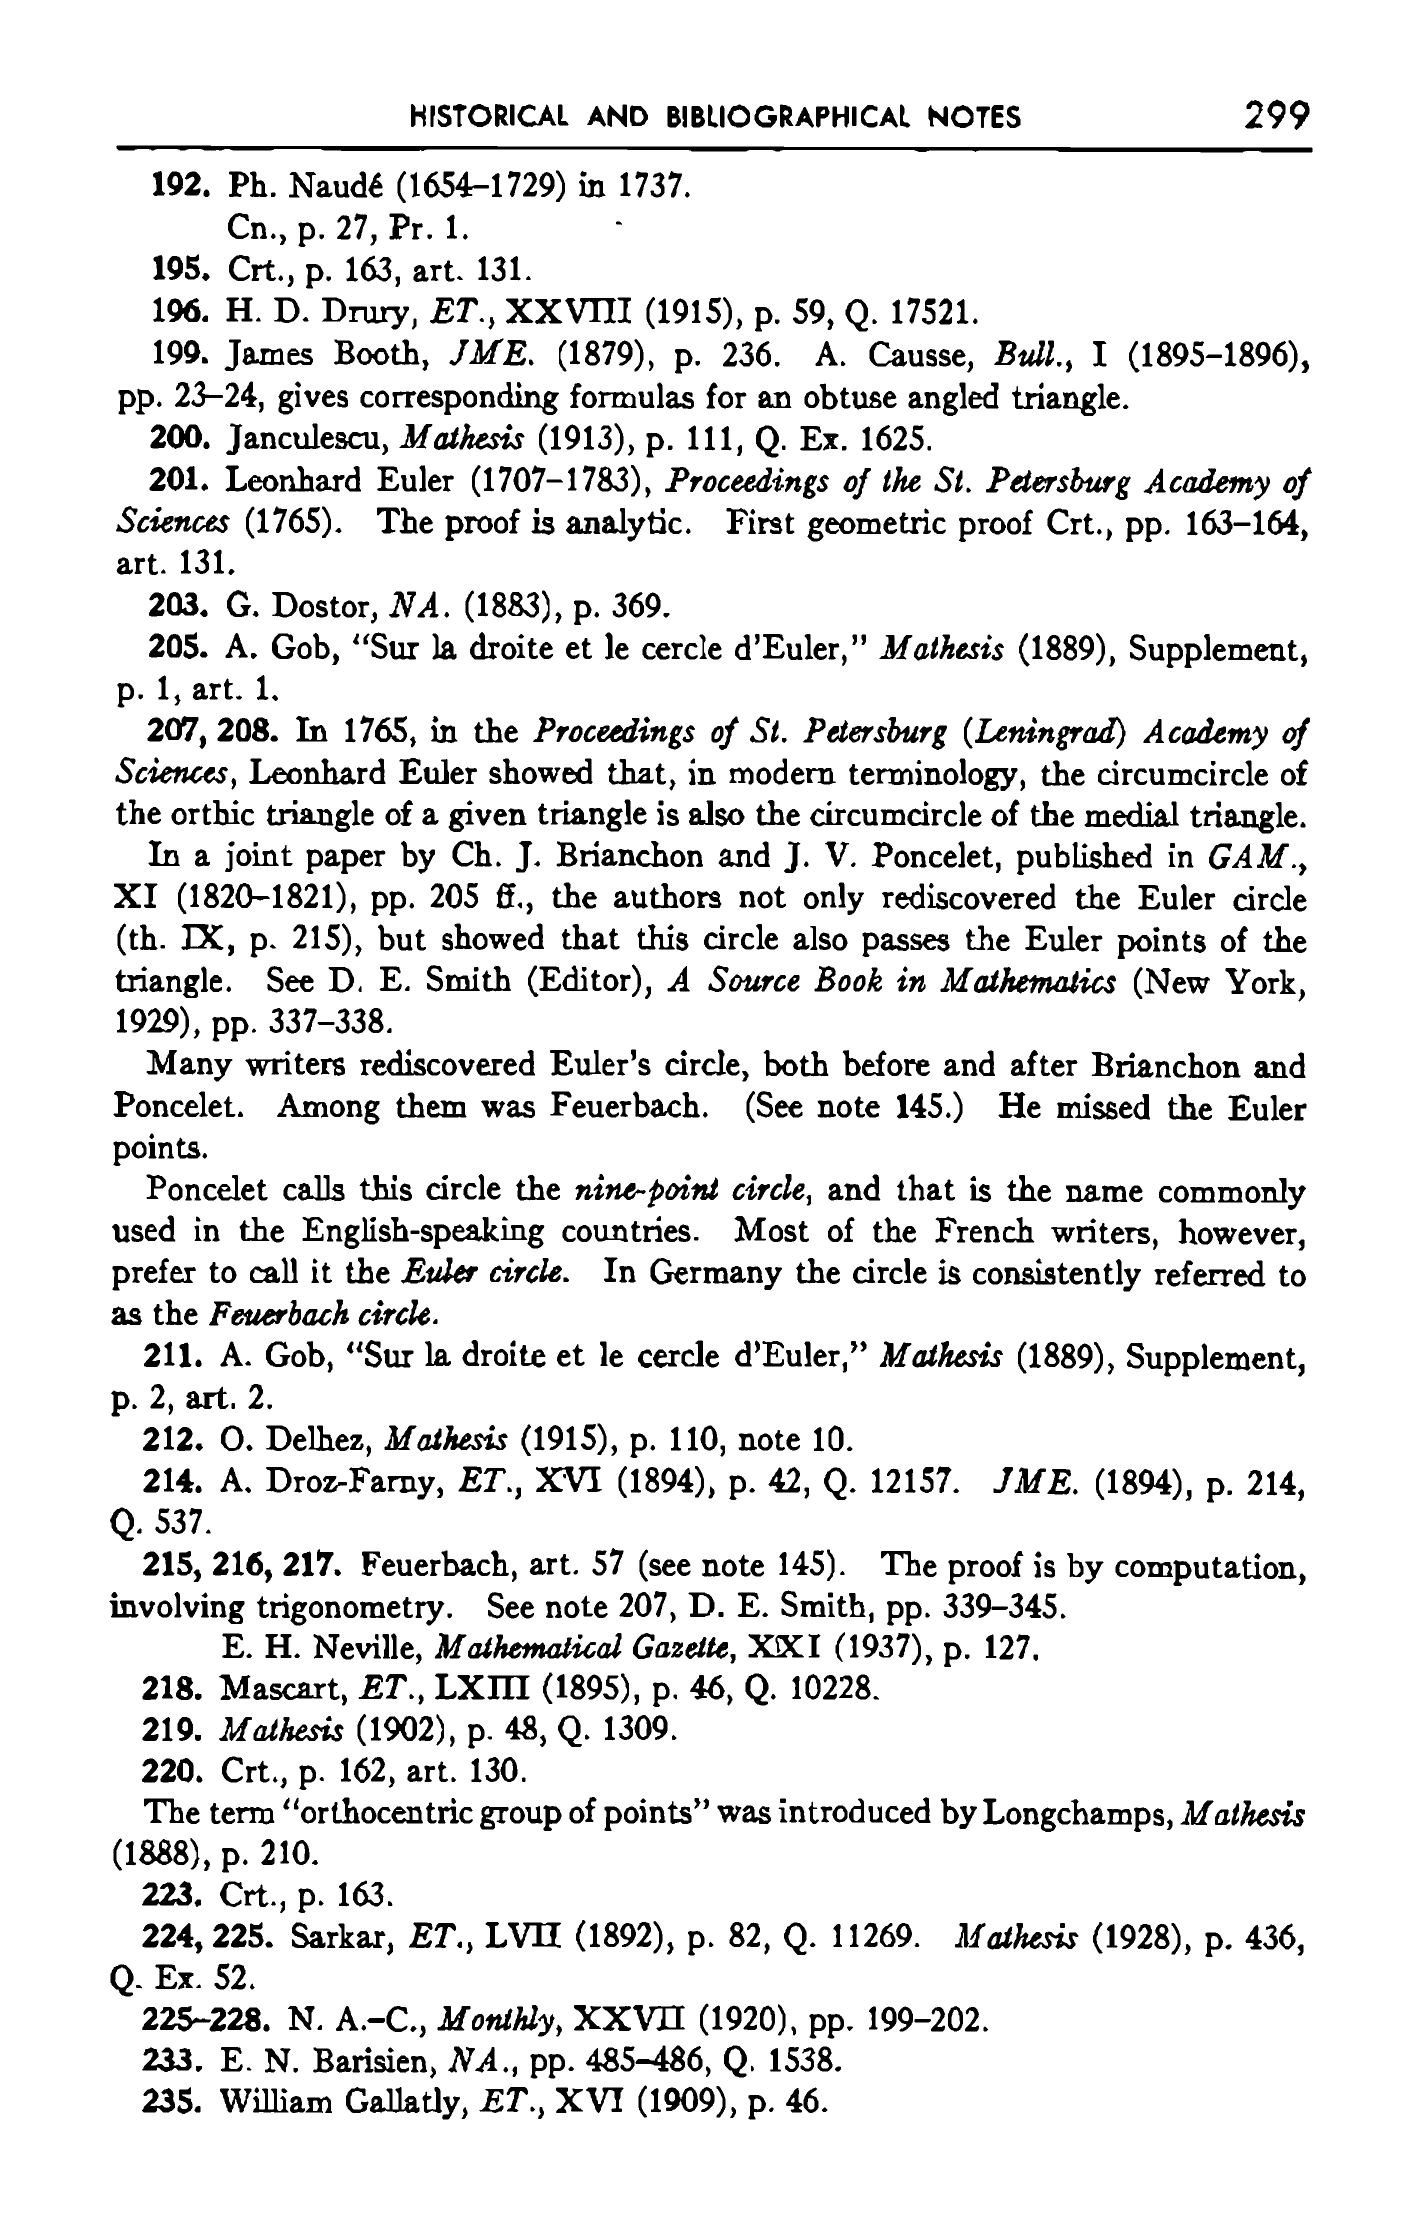 HISTORICAL AND BIBLIOGRAPHICAL NOTES 299
192. Ph. Naudé (1654–1729) in 1737.
Cn., p. 27, Pr. 1.
195. Crt., p. 163, art. 131.
196. H. D. Drury, ET., XXVIII (1915), p. 59, Q. 17521.
199. James Booth, JME. (1879), p. 236. A. Causse, Bull., I (1895–1896),
pp. 23–24, gives corresponding formulas for an obtuse angled triangle.
200. Janculescu, Mathesis (1913), p. 111, Q. Ex. 1625.
201. Leonhard Euler (1707–1783), Proceedings of the St. Petersburg Academy of
Sciences (1765). The proof is analytic. First geometric proof Crt., pp. 163–164,
art. 131.
203. G. Dostor, NA. (1883), p. 369.
205. A. Gob, “Sur la droite et le cercle d’Euler,” Mathesis (1889), Supplement,
p. 1, art. 1.
207, 208. In 1765, in the Proceedings of St. Petersburg (Leningrad) Academy of
Sciences, Leonhard Euler showed that, in modern terminology, the circumcircle of
the orthic triangle of a given triangle is also the circumcircle of the medial triangle.
In a joint paper by Ch. J. Brianchon and J. V. Poncelet, published in GAM.,
XI (1820–1821), pp. 205 ff., the authors not only rediscovered the Euler circle
(th. IX, p. 215), but showed that this circle also passes the Euler points of the
triangle. See D. E. Smith (Editor), A Source Book in Mathematics (New York,
1929), pp. 337–338.
Many writers rediscovered Euler’s circle, both before and after Brianchon and
Poncelet. Among them was Feuerbach. (See note 145.) He missed the Euler
points.
Poncelet calls this circle the nine-point circle, and that is the name commonly
used in the English-speaking countries. Most of the French writers, however,
prefer to call it the Euler circle. In Germany the circle is consistently referred to
as the Feuerbach circle.
211. A. Gob, “Sur la droite et le cercle d’Euler,” Mathesis (1889), Supplement,
p. 2, art. 2.
212. O. Delhez, Mathesis (1915), p. 110, note 10.
214. A. Droz-Farny, ET., XVI (1894), p. 42, Q. 12157. JME. (1894), p. 214,
Q. 537.
215, 216, 217. Feuerbach, art. 57 (see note 145). The proof is by computation,
involving trigonometry. See note 207, D. E. Smith, pp. 339–345.
E. H. Neville, Mathematical Gazette, XXI (1937), p. 127.
218. Mascart, ET., LXIII (1895), p. 46, Q. 10228.
219. Mathesis (1902), p. 48, Q. 1309.
220. Crt., p. 162, art. 130.
The term “orthocentric group of points” was introduced by Longchamps, Mathesis
(1888), p. 210.
223. Crt., p. 163.
224, 225. Sarkar, ET., LVII (1892), p. 82, Q. 11269. Mathesis (1928), p. 436,
Q. Ex. 52.
225–228. N. A.–C., Monthly, XXVII (1920), pp. 199–202.
233. E. N. Barisien, NA., pp. 485–486, Q. 1538.
235. William Gallatly, ET., XVI (1909), p. 46.